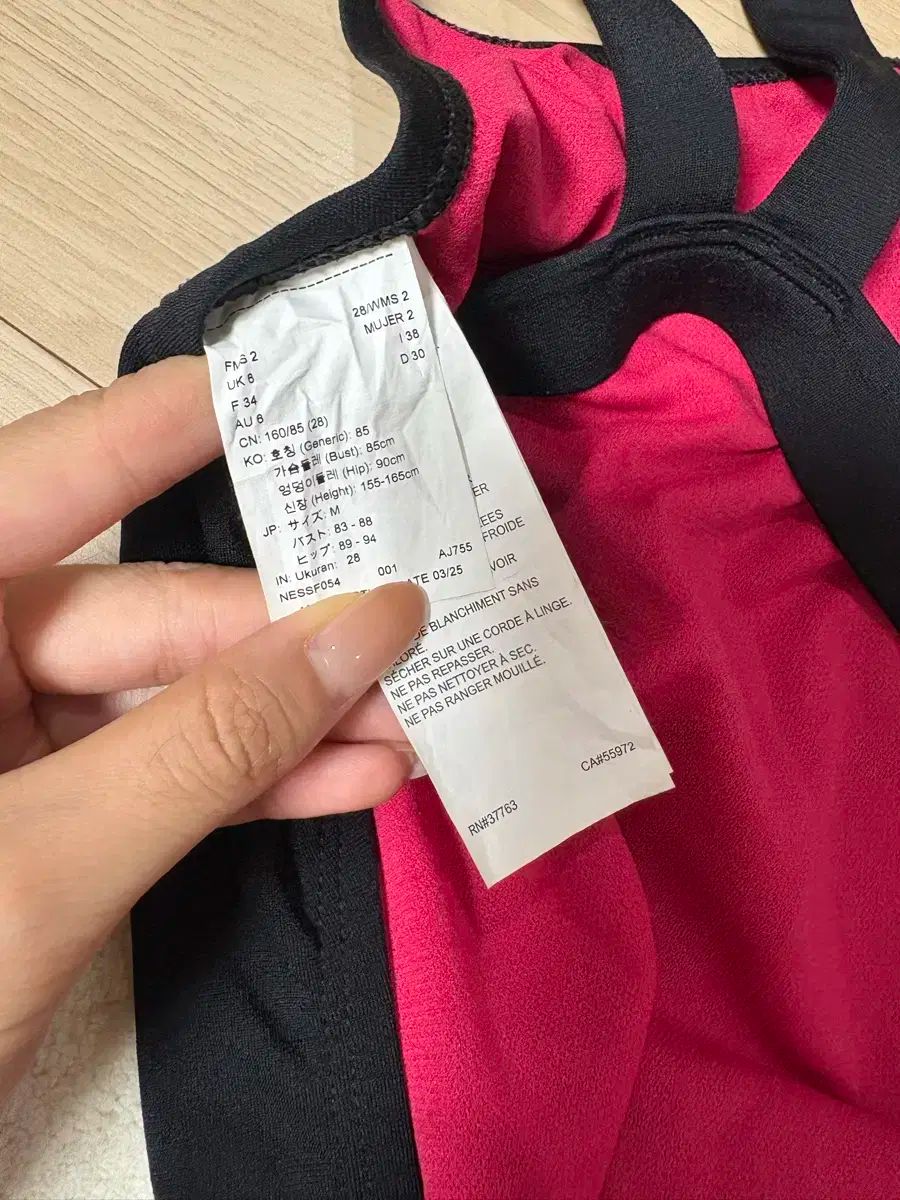 28/WMS 2
FMS 2 MUJER 2
UK 6 I 38
F 34 D 30
AU 6
CN: 160/85 (28)
KO: 호칭 (Generic): 85
가슴둘레 (Bust): 85cm
엉덩이둘레 (Hip): 90cm
신장 (Height): 155-165cm
JP: サイズ: M
バスト: 83 - 88
ヒップ: 89 - 94
IN: Ukuran: 28
NESSF054 001 AJ755
ATE 03/25
ER
EES
FROIDE
VOIR
DE BLANCHIMENT SANS
LORE.
SÉCHER SUR UNE CORDE À LINGE.
NE PAS REPASSER.
NE PAS NETTOYER À SEC.
NE PAS RANGER MOUILLÉ.
RN#37763 CA#55972